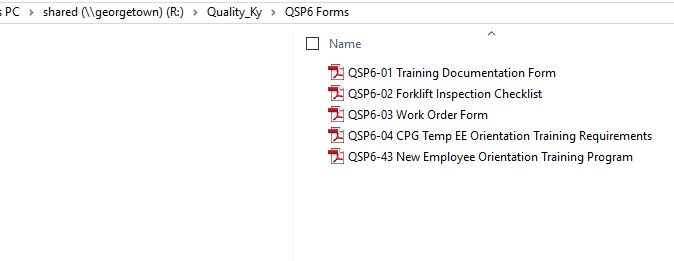 s PC > shared (\\georgetown) (R:) > Quality_Ky > QSP6 Forms
Name
QSP6-01 Training Documentation Form
QSP6-02 Forklift Inspection Checklist
QSP6-03 Work Order Form
QSP6-04 CPG Temp EE Orientation Training Requirements
QSP6-43 New Employee Orientation Training Program